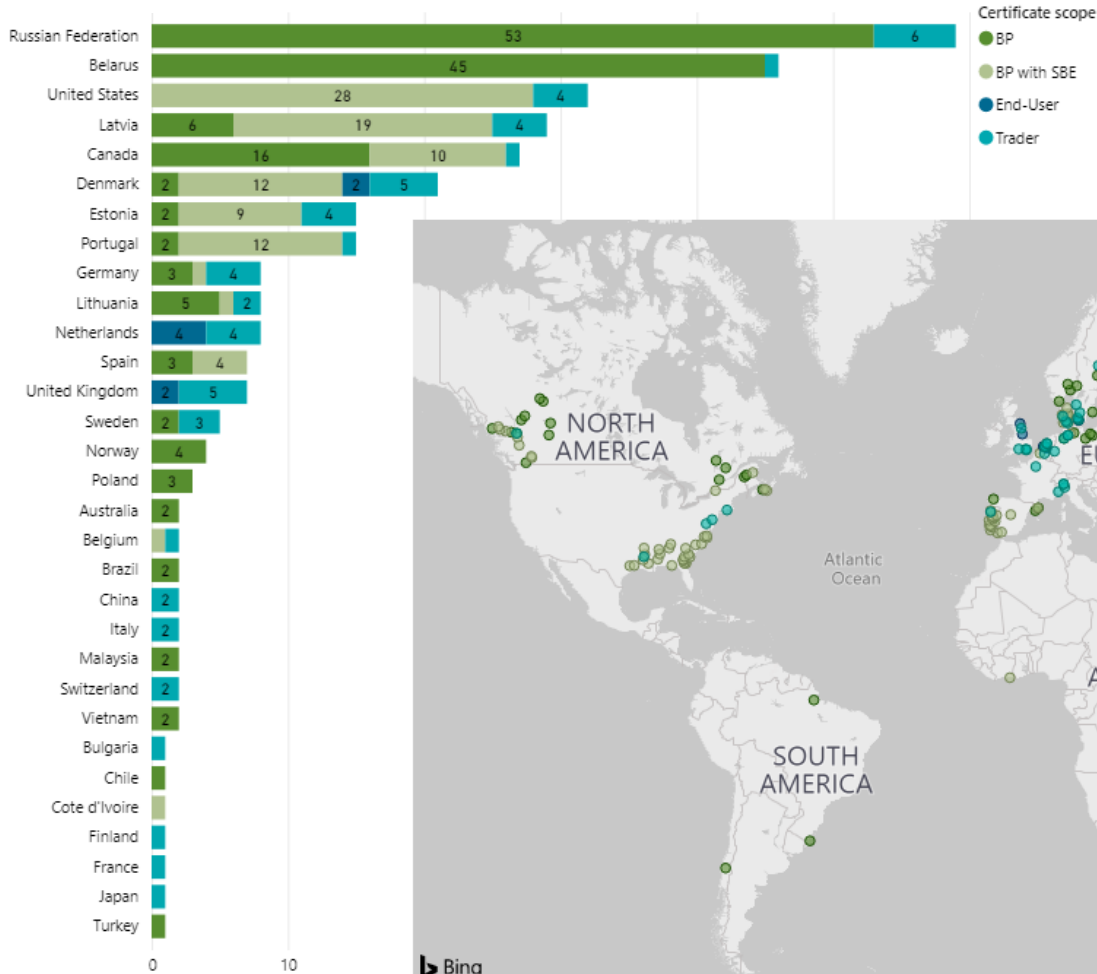 Certificate scope
BP
BP with SBE
End-User
Trader
Russian Federation 53 6
Belarus 45
United States 28 4
Latvia 6 19 4
Canada 16 10
Denmark 2 12 2 5
Estonia 2 9 4
Portugal 2 12
Germany 3 4
Lithuania 5 2
Netherlands 4 4
Spain 3 4
United Kingdom 2 5
Sweden 2 3
Norway 4
Poland 3
Australia 2
Belgium
Brazil 2
China 2
Italy 2
Malaysia 2
Switzerland 2
Vietnam 2
Bulgaria
Chile
Cote d'Ivoire
Finland
France
Japan
Turkey
0 10
NORTH
AMERICA
EU
Atlantic
Ocean
A
SOUTH
AMERICA
Bing